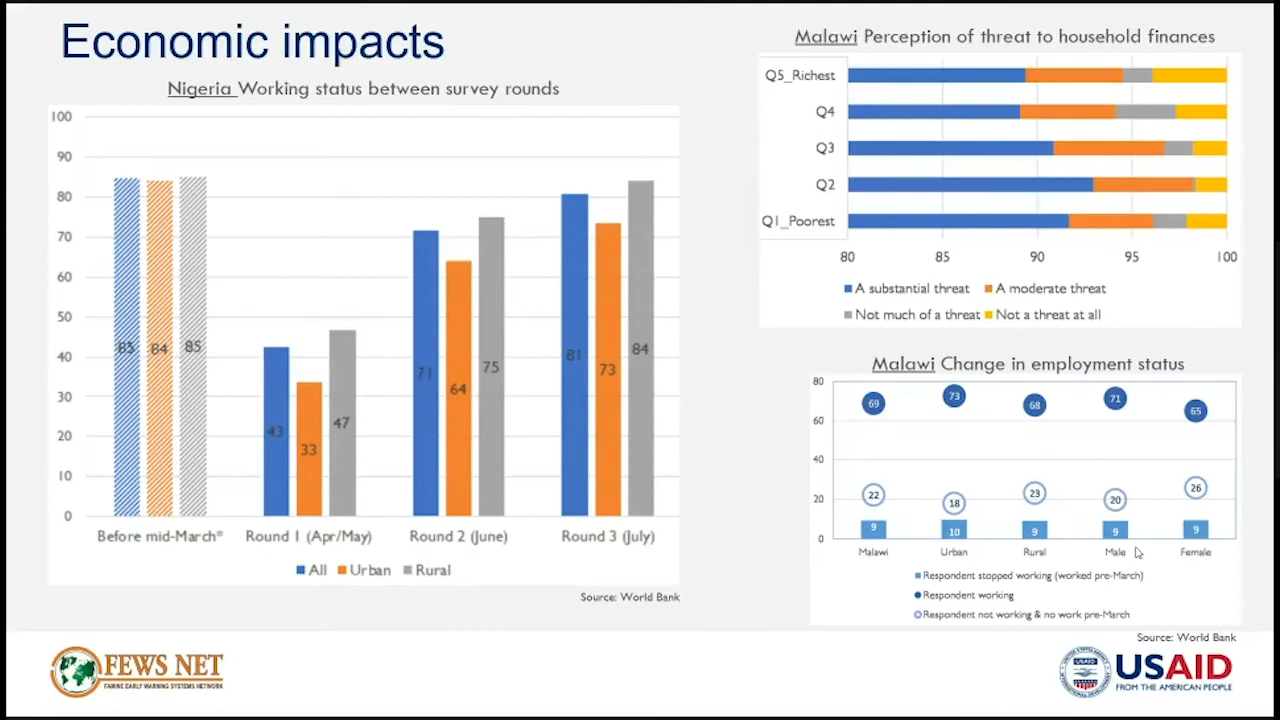 Economic impacts
Nigeria Working status between survey rounds
100
90
80
70
60
50
40
30
20
10
0
85 84 85
43 33 47
71 64 75
81 73 84
Before mid-March* Round 1 (Apr/May) Round 2 (June) Round 3 (July)
All Urban Rural
Source: World Bank
Malawi Perception of threat to household finances
Q5_Richest
Q4
Q3
Q2
Q1_Poorest
80 85 90 95 100
A substantial threat A moderate threat
Not much of a threat Not a threat at all
Malawi Change in employment status
80
60
40
20
0
69 73 68 71 65
22 18 23 20 26
9 10 9 9 9
Malawi Urban Rural Male Female
Respondent stopped working (worked pre-March)
Respondent working
Respondent not working & no work pre-March
Source: World Bank
FEWS NET
FAMINE EARLY WARNING SYSTEMS NETWORK
USAID
FROM THE AMERICAN PEOPLE